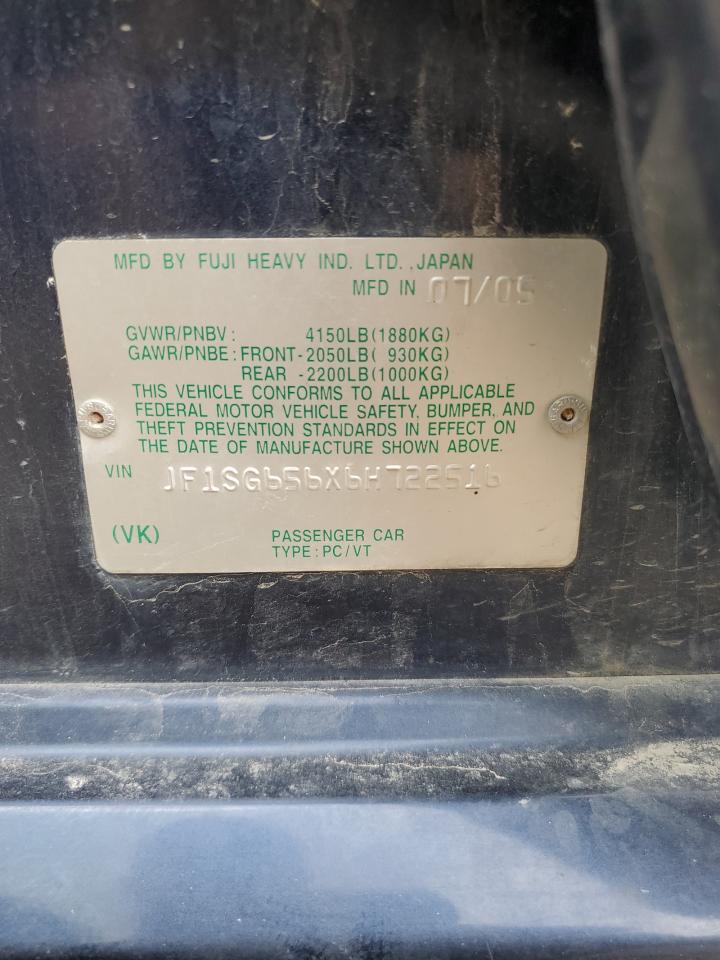 MFD BY FUJI HEAVY IND. LTD., JAPAN
MFD IN 07/05
GVWR/PNBV: 4150LB(1880KG)
GAWR/PNBE: FRONT-2050LB( 930KG)
REAR -2200LB(1000KG)
THIS VEHICLE CONFORMS TO ALL APPLICABLE
FEDERAL MOTOR VEHICLE SAFETY, BUMPER, AND
THEFT PREVENTION STANDARDS IN EFFECT ON
THE DATE OF MANUFACTURE SHOWN ABOVE.
VIN JF1SG656X6H722516
(VK) PASSENGER CAR
TYPE: PC/VT